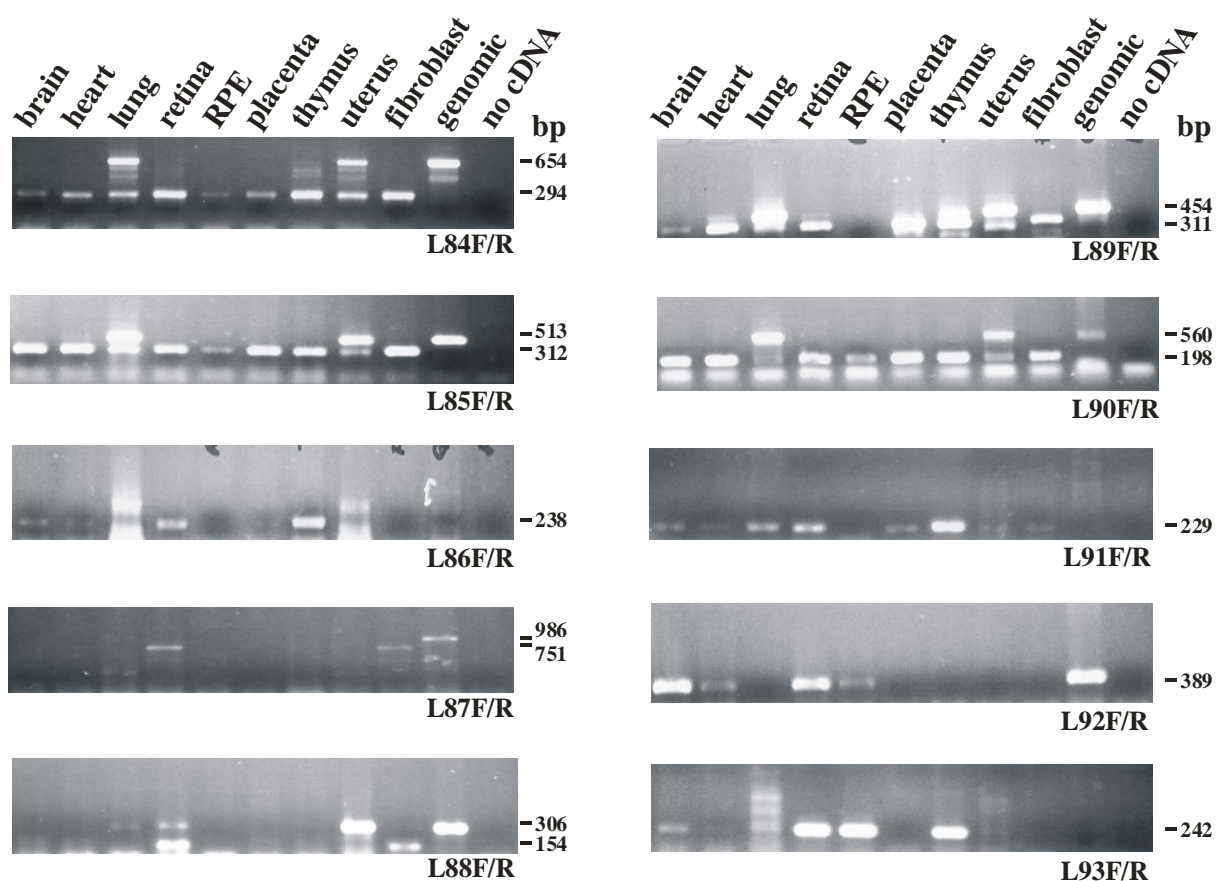 brain heart lung retina RPE placenta thymus uterus fibroblast genomic no cDNA
bp
654
294
L84F/R
513
312
L85F/R
238
L86F/R
986
751
L87F/R
306
154
L88F/R
brain heart lung retina RPE placenta thymus uterus fibroblast genomic no cDNA
bp
454
311
L89F/R
560
198
L90F/R
229
L91F/R
389
L92F/R
242
L93F/R